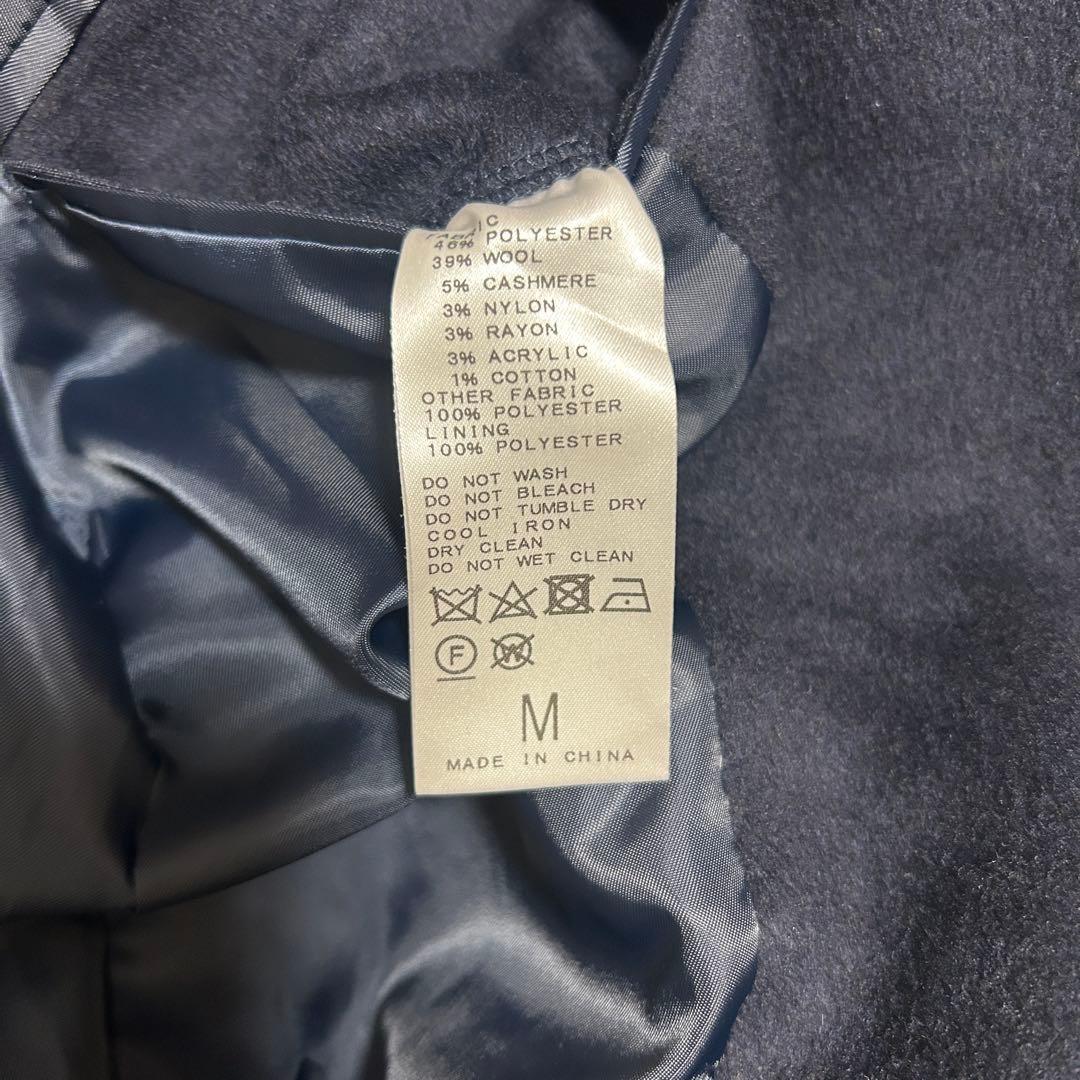 FABRIC
46% POLYESTER
39% WOOL
5% CASHMERE
3% NYLON
3% RAYON
3% ACRYLIC
1% COTTON
OTHER FABRIC
100% POLYESTER
LINING
100% POLYESTER
DO NOT WASH
DO NOT BLEACH
DO NOT TUMBLE DRY
COOL IRON
DRY CLEAN
DO NOT WET CLEAN
F W
M
MADE IN CHINA